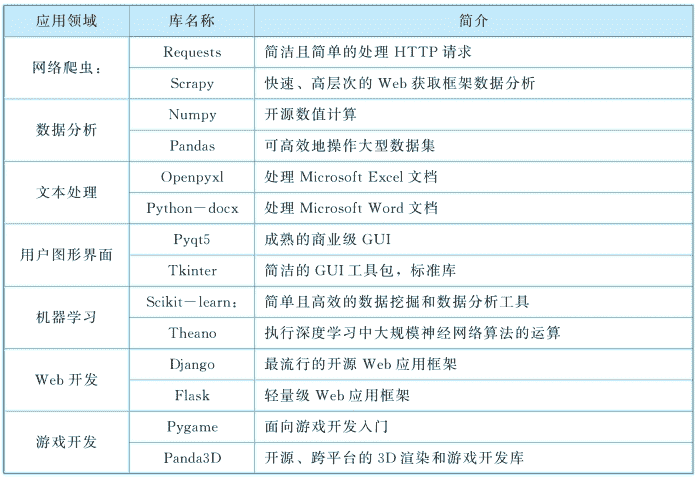 应用领域 库名称 简介
网络爬虫： Requests 简洁且简单的处理 HTTP 请求
Scrapy 快速、高层次的 Web 获取框架数据分析
数据分析 Numpy 开源数值计算
Pandas 可高效地操作大型数据集
文本处理 Openpyxl 处理 Microsoft Excel 文档
Python－docx 处理 Microsoft Word 文档
用户图形界面 Pyqt5 成熟的商业级 GUI
Tkinter 简洁的 GUI 工具包，标准库
机器学习 Scikit－learn： 简单且高效的数据挖掘和数据分析工具
Theano 执行深度学习中大规模神经网络算法的运算
Web 开发 Django 最流行的开源 Web 应用框架
Flask 轻量级 Web 应用框架
游戏开发 Pygame 面向游戏开发入门
Panda3D 开源、跨平台的 3D 渲染和游戏开发库